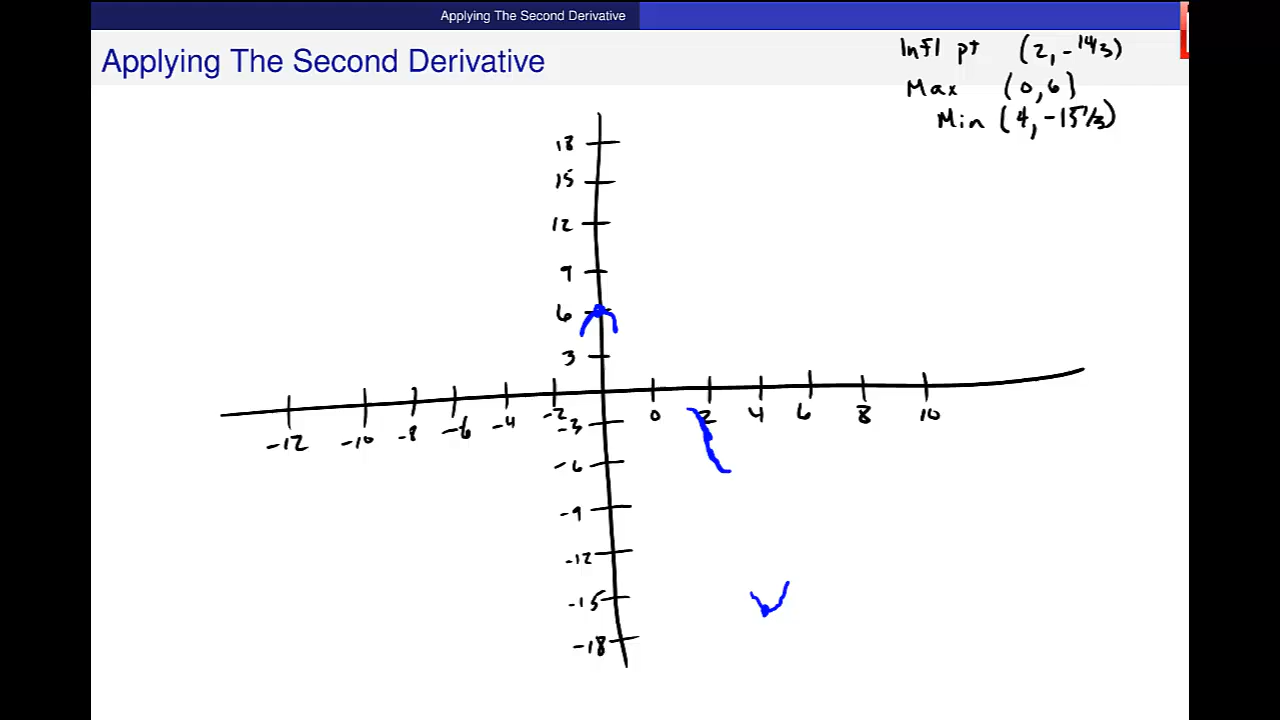 Applying The Second Derivative
Applying The Second Derivative
Infl pt (2, -14/3)
Max (0, 6)
Min (4, -15 1/3)
18
15
12
9
6
3
-12 -10 -8 -6 -4 -2 0 2 4 6 8 10
-3
-6
-9
-12
-15
-18